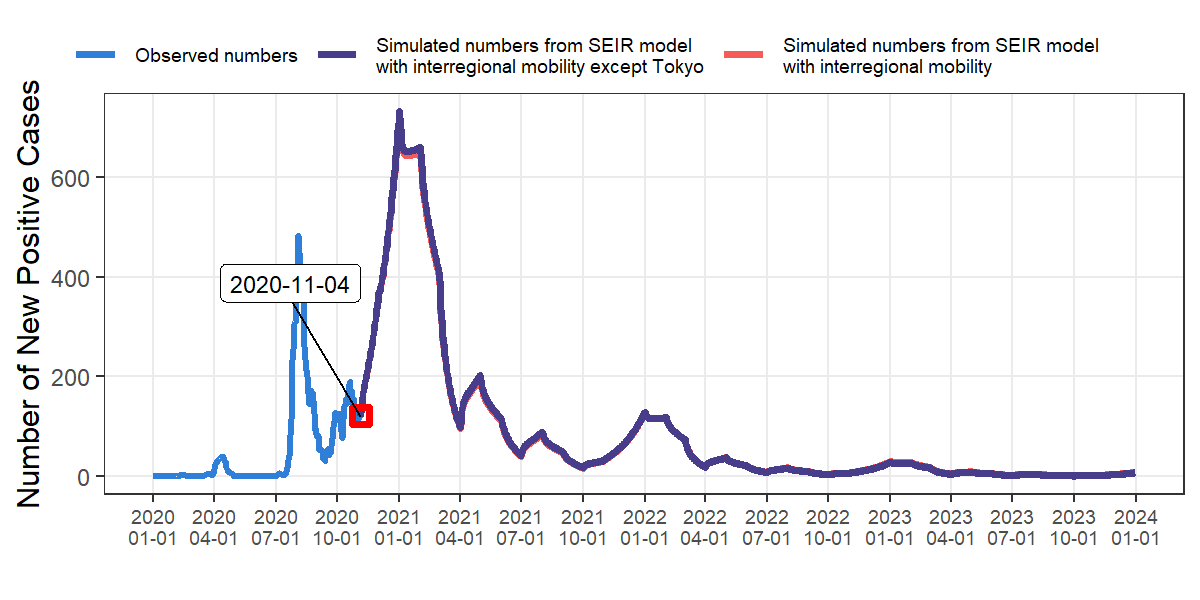 Observed numbers
Simulated numbers from SEIR model
with interregional mobility except Tokyo
Simulated numbers from SEIR model
with interregional mobility
Number of New Positive Cases
600
400
200
0
2020-11-04
2020 2020 2020 2020 2021 2021 2021 2021 2022 2022 2022 2022 2023 2023 2023 2023 2024
01-01 04-01 07-01 10-01 01-01 04-01 07-01 10-01 01-01 04-01 07-01 10-01 01-01 04-01 07-01 10-01 01-01